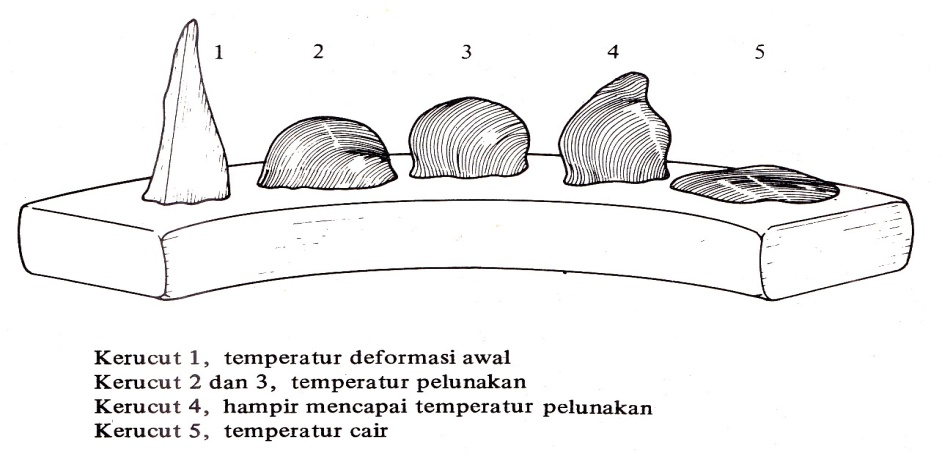 1 2 3 4 5
Kerucut 1, temperatur deformasi awal
Kerucut 2 dan 3, temperatur pelunakan
Kerucut 4, hampir mencapai temperatur pelunakan
Kerucut 5, temperatur cair